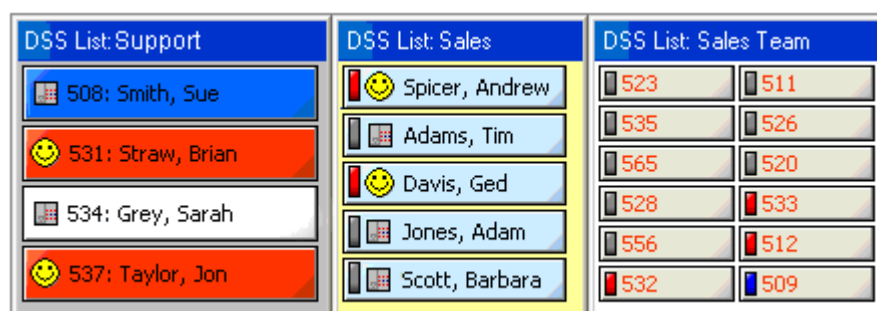 DSS List: Support
508: Smith, Sue
531: Straw, Brian
534: Grey, Sarah
537: Taylor, Jon
DSS List: Sales
Spicer, Andrew
Adams, Tim
Davis, Ged
Jones, Adam
Scott, Barbara
DSS List: Sales Team
523 511
535 526
565 520
528 533
556 512
532 509